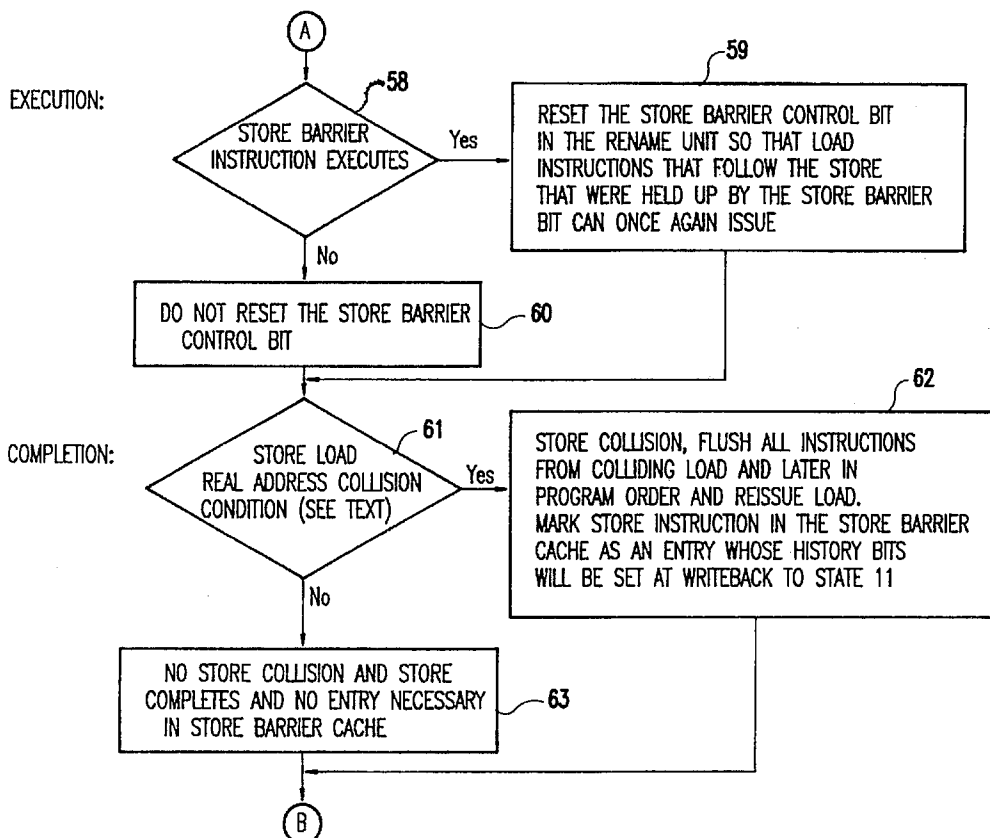 A
EXECUTION:
58
STORE BARRIER
INSTRUCTION EXECUTES
Yes
59
RESET THE STORE BARRIER CONTROL BIT
IN THE RENAME UNIT SO THAT LOAD
INSTRUCTIONS THAT FOLLOW THE STORE
THAT WERE HELD UP BY THE STORE BARRIER
BIT CAN ONCE AGAIN ISSUE
No
DO NOT RESET THE STORE BARRIER
CONTROL BIT
60
COMPLETION:
61
STORE LOAD
REAL ADDRESS COLLISION
CONDITION (SEE TEXT)
Yes
62
STORE COLLISION, FLUSH ALL INSTRUCTIONS
FROM COLLIDING LOAD AND LATER IN
PROGRAM ORDER AND REISSUE LOAD.
MARK STORE INSTRUCTION IN THE STORE BARRIER
CACHE AS AN ENTRY WHOSE HISTORY BITS
WILL BE SET AT WRITEBACK TO STATE 11
No
NO STORE COLLISION AND STORE
COMPLETES AND NO ENTRY NECESSARY
IN STORE BARRIER CACHE
63
B